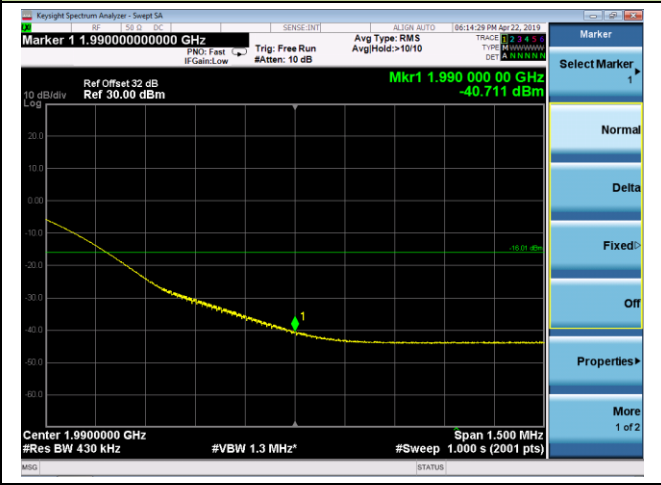 Keysight Spectrum Analyzer - Swept SA
RF 50 Ω DC SENSE:INT ALIGN AUTO 06:14:29 PM Apr 22, 2019
Marker 1 1.990000000000 GHz
PNO: Fast
IFGain:Low
Trig: Free Run
#Atten: 10 dB
Avg Type: RMS
Avg|Hold:>10/10
TRACE 1 2 3 4 5 6
TYPE M W W W W W
DET A N N N N N
Ref Offset 32 dB
10 dB/div Ref 30.00 dBm
Log
Mkr1 1.990 000 00 GHz
-40.711 dBm
20.0
10.0
0.00
-10.0
-16.01 dBm
-20.0
-30.0
1
-40.0
-50.0
-60.0
Center 1.9900000 GHz Span 1.500 MHz
#Res BW 430 kHz #VBW 1.3 MHz* #Sweep 1.000 s (2001 pts)
MSG STATUS
Marker
Select Marker
1
Normal
Delta
Fixed
Off
Properties
More
1 of 2